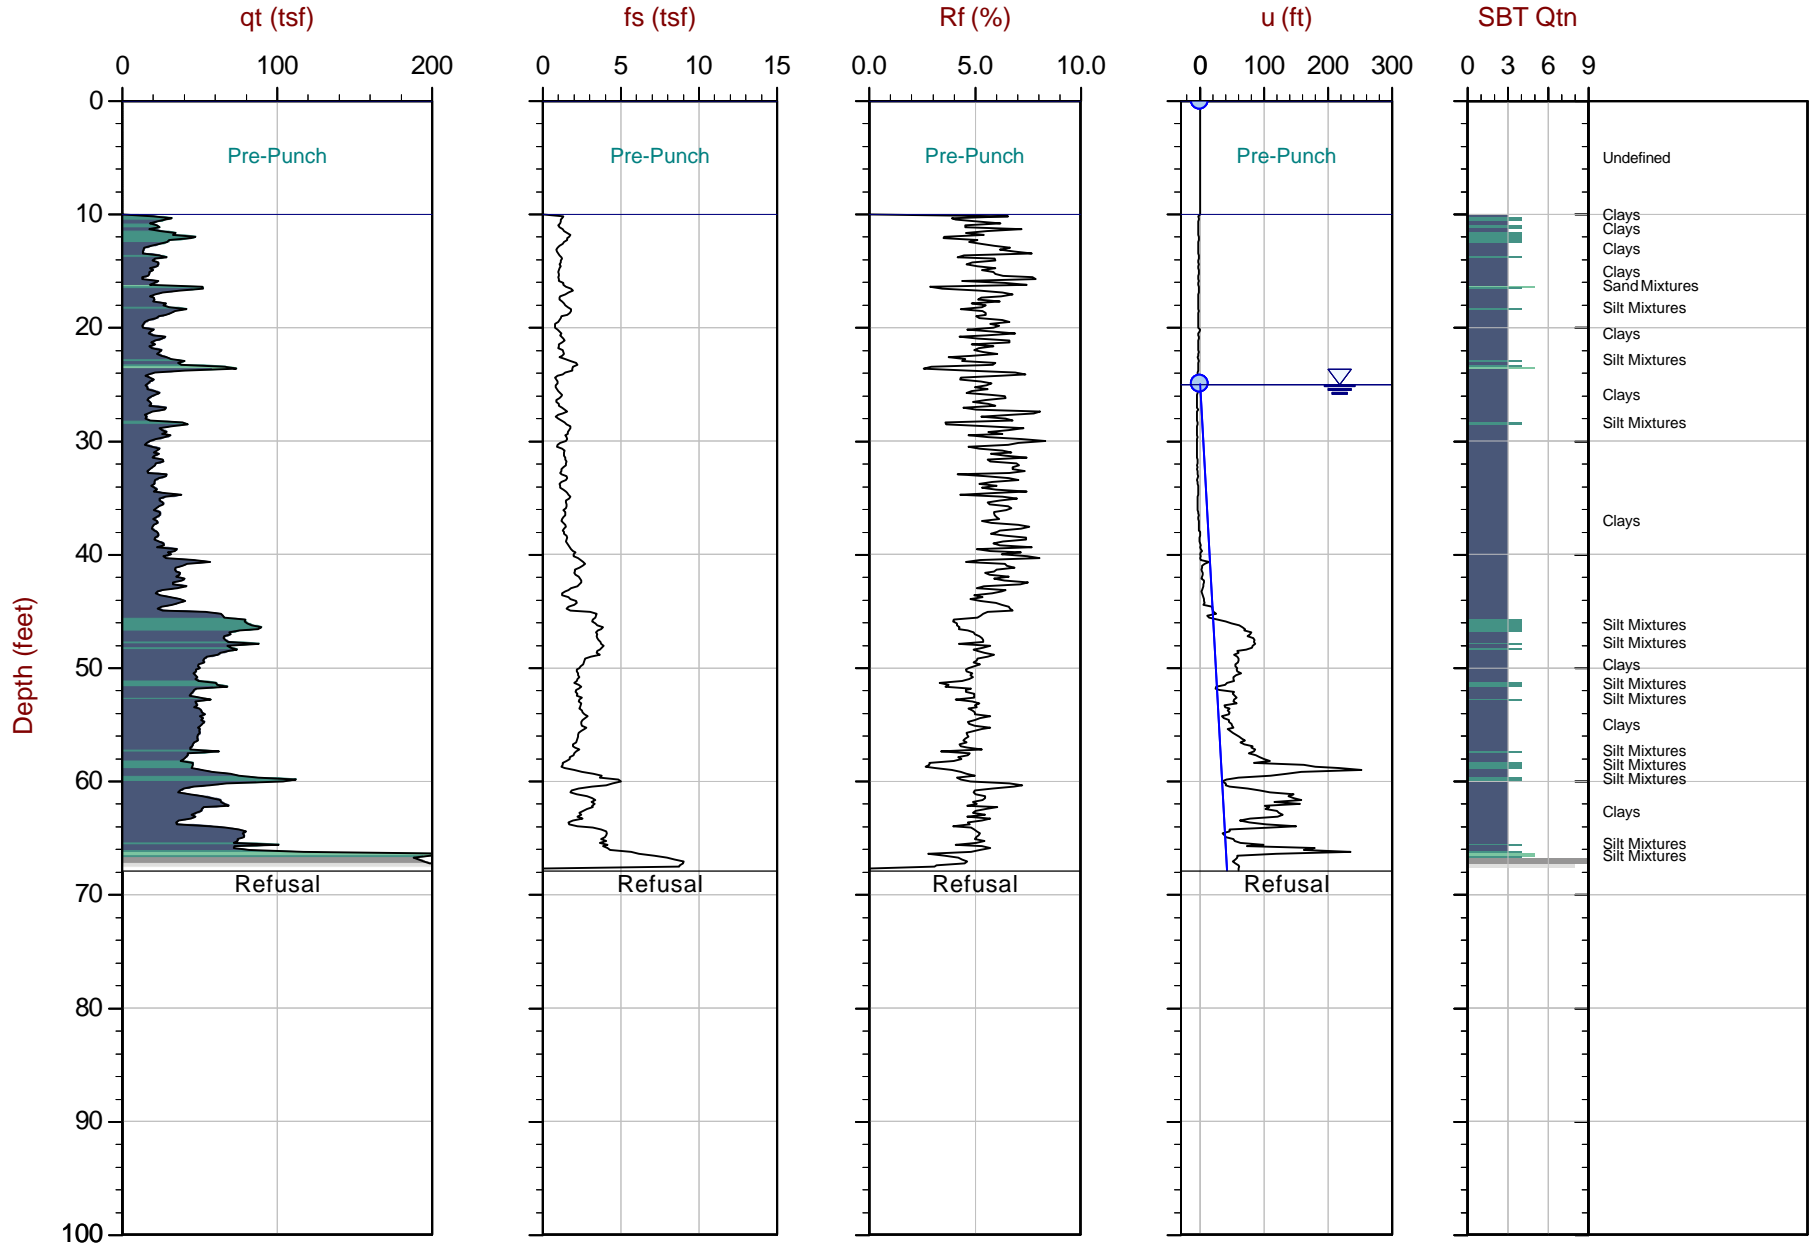 qt (tsf) fs (tsf) Rf (%) u (ft) SBT Qtn
0 100 200 0 5 10 15 0.0 5.0 10.0 0 100 200 300 0 3 6 9
0
Pre-Punch Pre-Punch Pre-Punch Pre-Punch Undefined
10 Clays
Clays
Clays
Clays
Sand Mixtures
Silt Mixtures
20 Clays
Silt Mixtures
Clays
Silt Mixtures
30
Clays
40
Silt Mixtures
Silt Mixtures
50 Clays
Silt Mixtures
Silt Mixtures
Depth (feet)
Clays
Silt Mixtures
Silt Mixtures
60 Silt Mixtures
Clays
Silt Mixtures
Silt Mixtures
Refusal Refusal Refusal Refusal
70
80
90
100